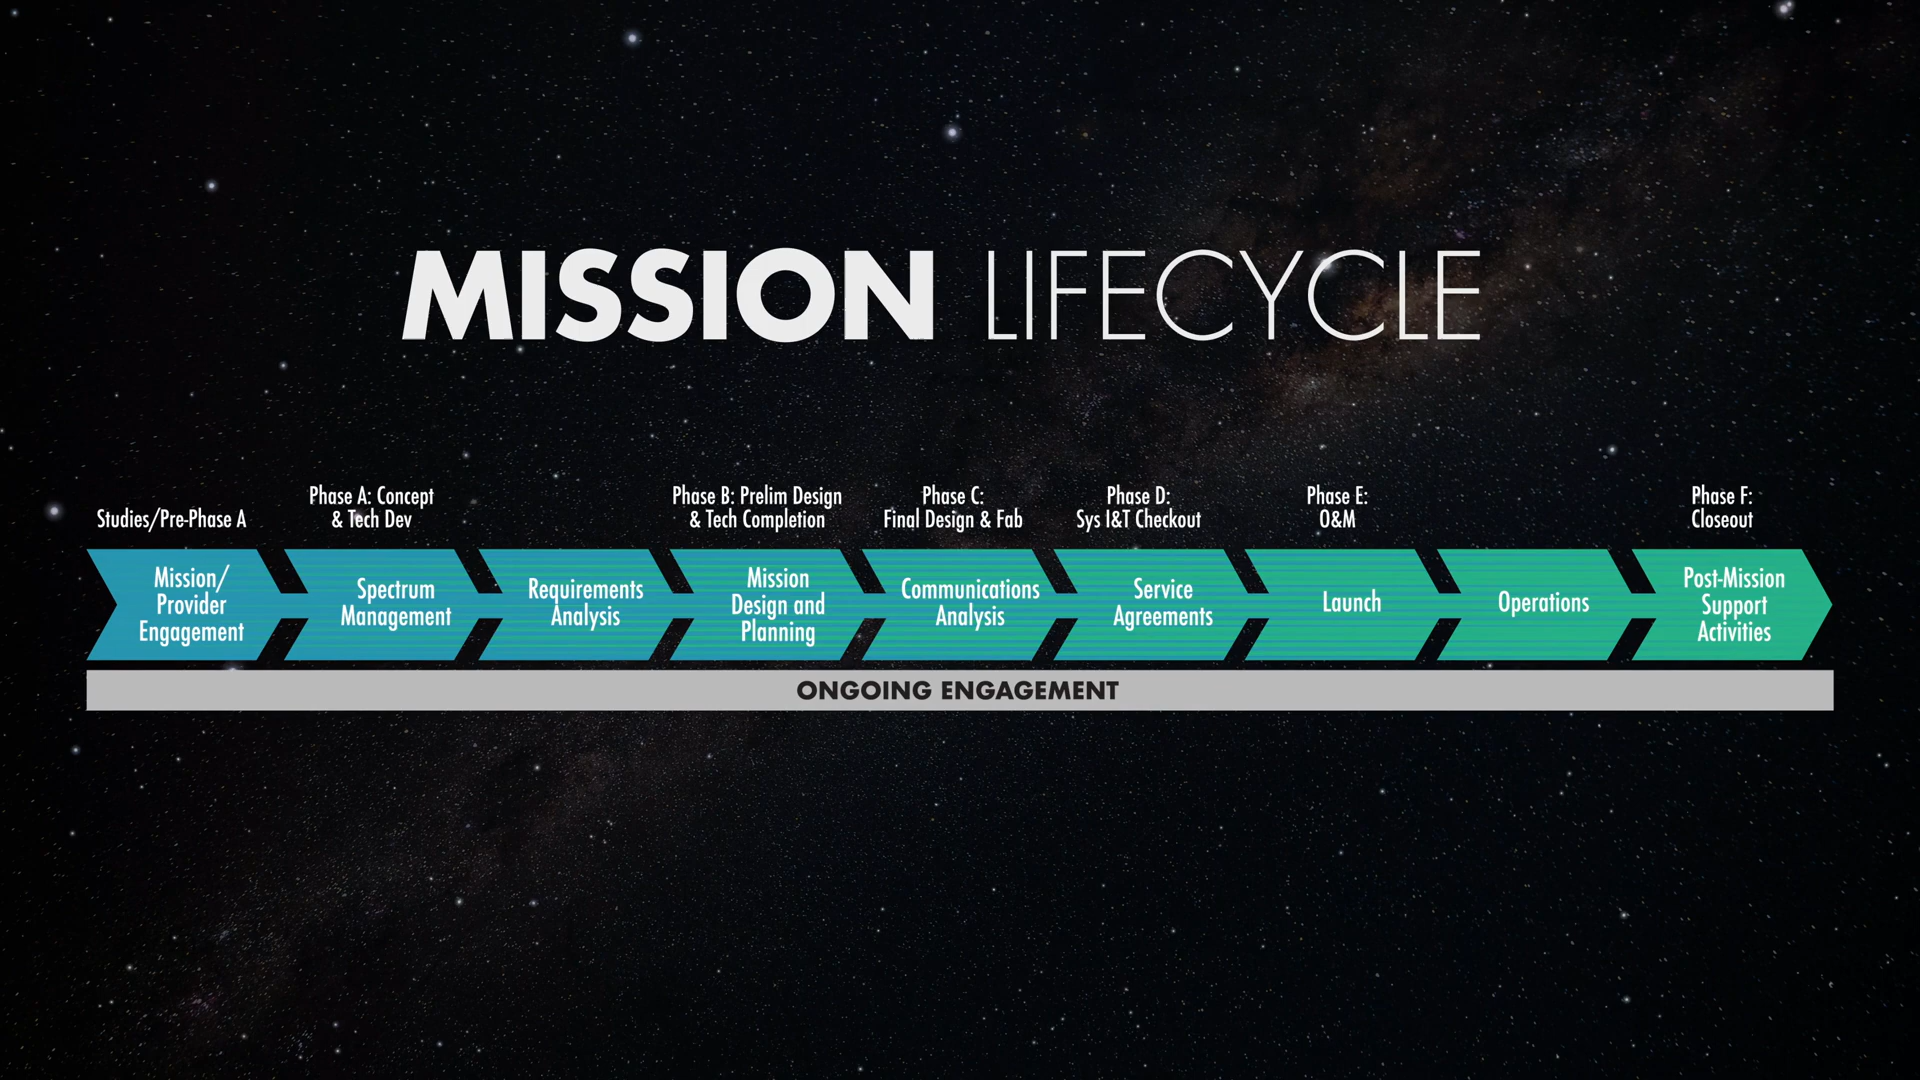 MISSION LIFECYCLE
Studies/Pre-Phase A
Phase A: Concept
& Tech Dev
Phase B: Prelim Design
& Tech Completion
Phase C:
Final Design & Fab
Phase D:
Sys I&T Checkout
Phase E:
O&M
Phase F:
Closeout
Mission/
Provider
Engagement
Spectrum
Management
Requirements
Analysis
Mission
Design and
Planning
Communications
Analysis
Service
Agreements
Launch
Operations
Post-Mission
Support
Activities
ONGOING ENGAGEMENT